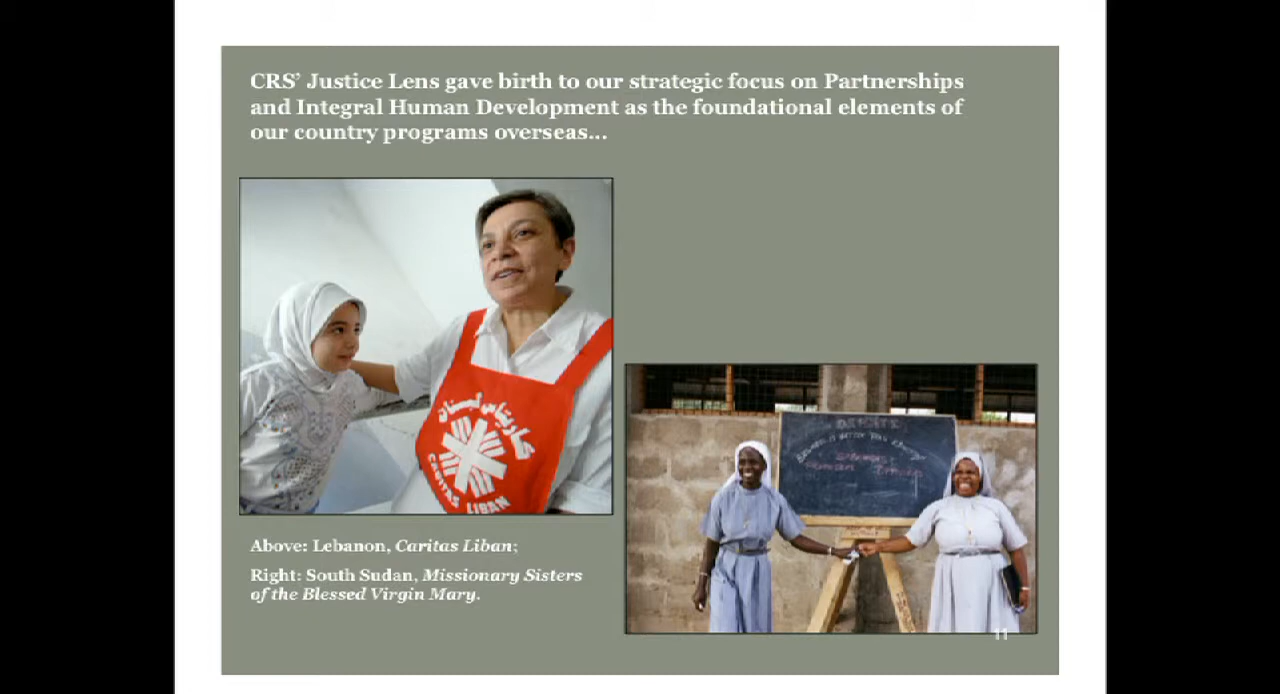 CRS’ Justice Lens gave birth to our strategic focus on Partnerships
and Integral Human Development as the foundational elements of
our country programs overseas...
كاريتاس لبنان
CARITAS LIBAN
DEBATE
Above: Lebanon, Caritas Liban;
Right: South Sudan, Missionary Sisters
of the Blessed Virgin Mary.
11